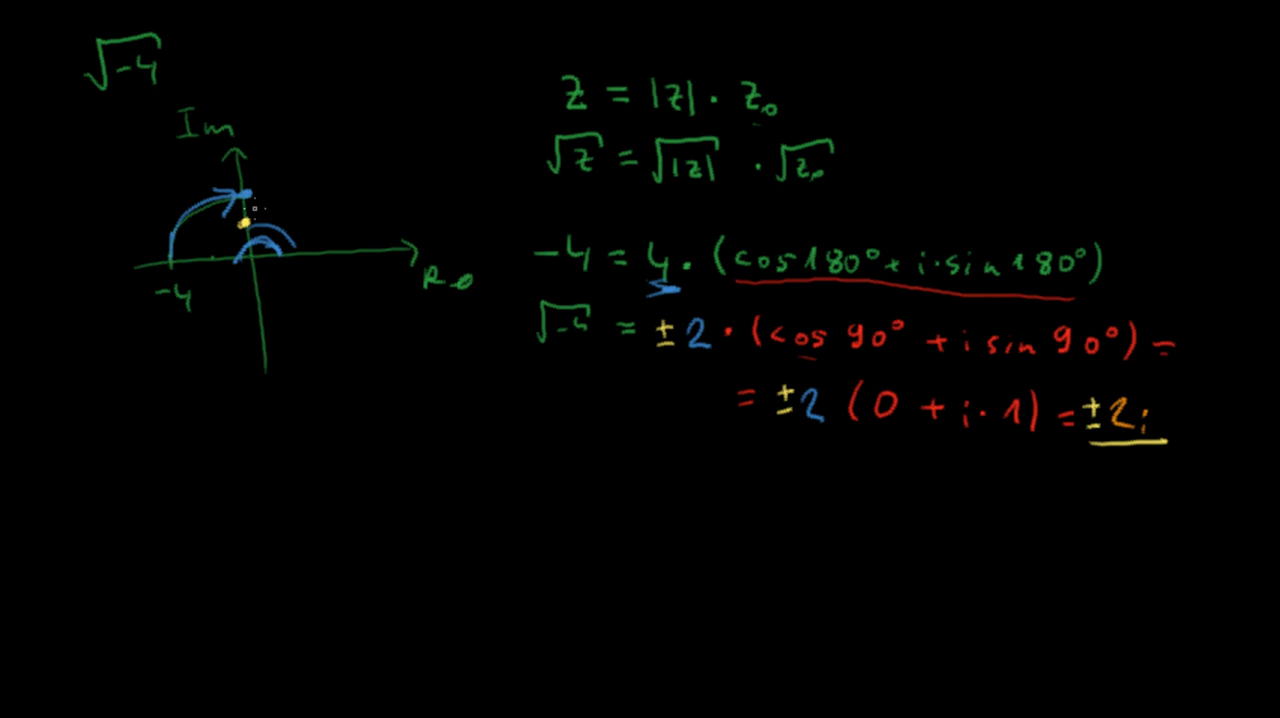 √-4
Im
-4
Re
z = |z| · z₀
√z = √|z| · √z₀
-4 = 4 · (cos 180° + i · sin 180°)
√-4 = ± 2 · (cos 90° + i sin 90°) =
= ± 2 (0 + i · 1) = ± 2i